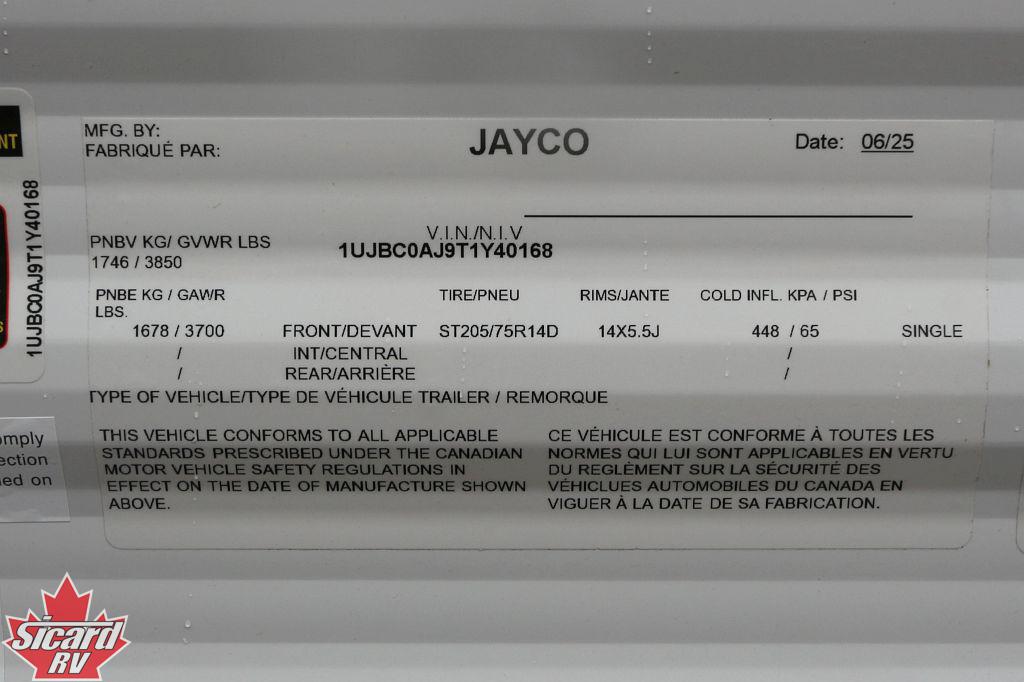 MFG. BY:
FABRIQUÉ PAR:
JAYCO
Date: 06/25
V.I.N./N.I.V
1UJBC0AJ9T1Y40168
PNBV KG/ GVWR LBS
1746 / 3850
PNBE KG / GAWR
LBS.
TIRE/PNEU RIMS/JANTE COLD INFL. KPA / PSI
1678 / 3700 FRONT/DEVANT ST205/75R14D 14X5.5J 448 / 65 SINGLE
/ INT/CENTRAL /
/ REAR/ARRIÈRE /
TYPE OF VEHICLE/TYPE DE VÉHICULE TRAILER / REMORQUE
THIS VEHICLE CONFORMS TO ALL APPLICABLE
STANDARDS PRESCRIBED UNDER THE CANADIAN
MOTOR VEHICLE SAFETY REGULATIONS IN
EFFECT ON THE DATE OF MANUFACTURE SHOWN
ABOVE.
CE VÉHICULE EST CONFORME À TOUTES LES
NORMES QUI LUI SONT APPLICABLES EN VERTU
DU REGLÈMENT SUR LA SÉCURITÉ DES
VÉHICLUES AUTOMOBILES DU CANADA EN
VIGUER À LA DATE DE SA FABRICATION.
NT
1UJBC0AJ9T1Y40168
omply
ection
ed on
Sicard
RV